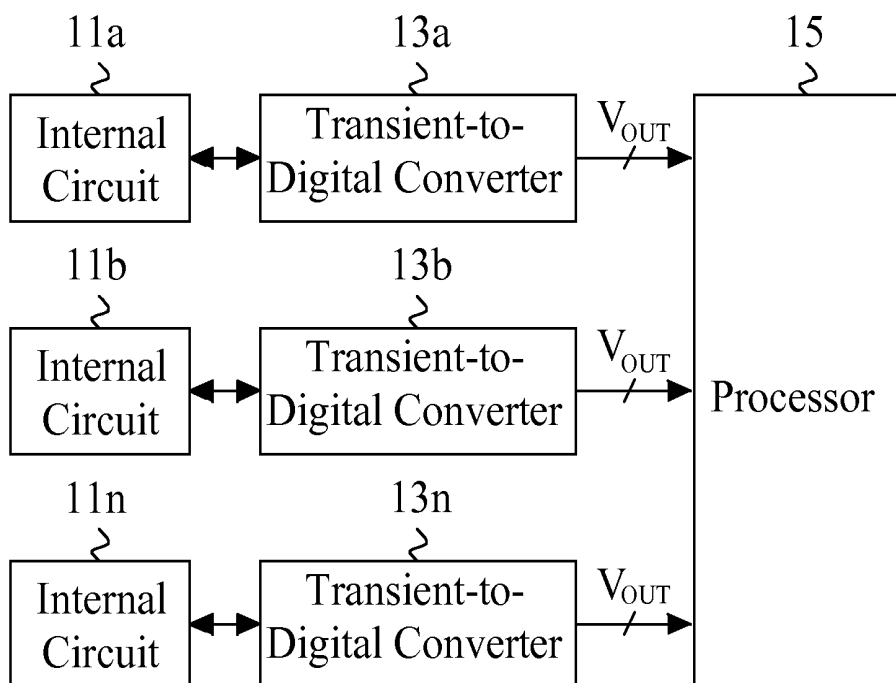 11a
13a
15
Internal
Circuit
Transient-to-
Digital Converter
VOUT
11b
13b
Internal
Circuit
Transient-to-
Digital Converter
VOUT
Processor
11n
13n
Internal
Circuit
Transient-to-
Digital Converter
VOUT